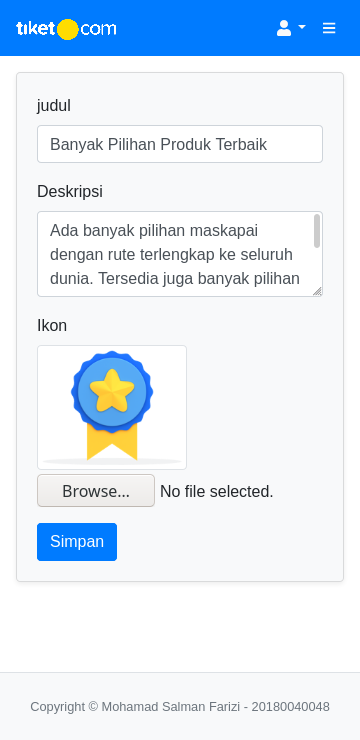 tiket.com
judul
Banyak Pilihan Produk Terbaik
Deskripsi
Ada banyak pilihan maskapai
dengan rute terlengkap ke seluruh
dunia. Tersedia juga banyak pilihan
Ikon
Browse... No file selected.
Simpan
Copyright © Mohamad Salman Farizi - 20180040048